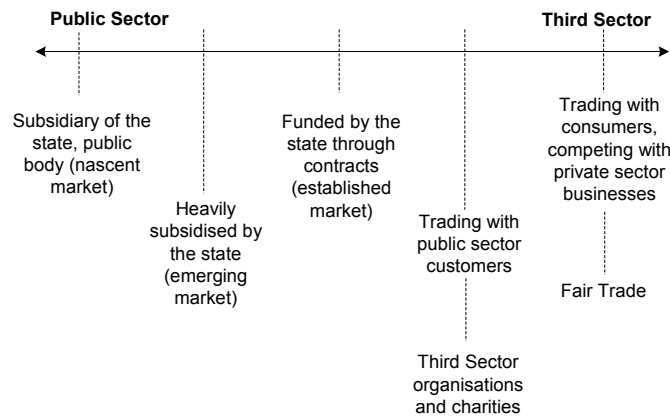 Public Sector
Third Sector
Subsidiary of the
state, public
body (nascent
market)
Heavily
subsidised by
the state
(emerging
market)
Funded by the
state through
contracts
(established
market)
Trading with
public sector
customers
Third Sector
organisations
and charities
Trading with
consumers,
competing with
private sector
businesses
Fair Trade